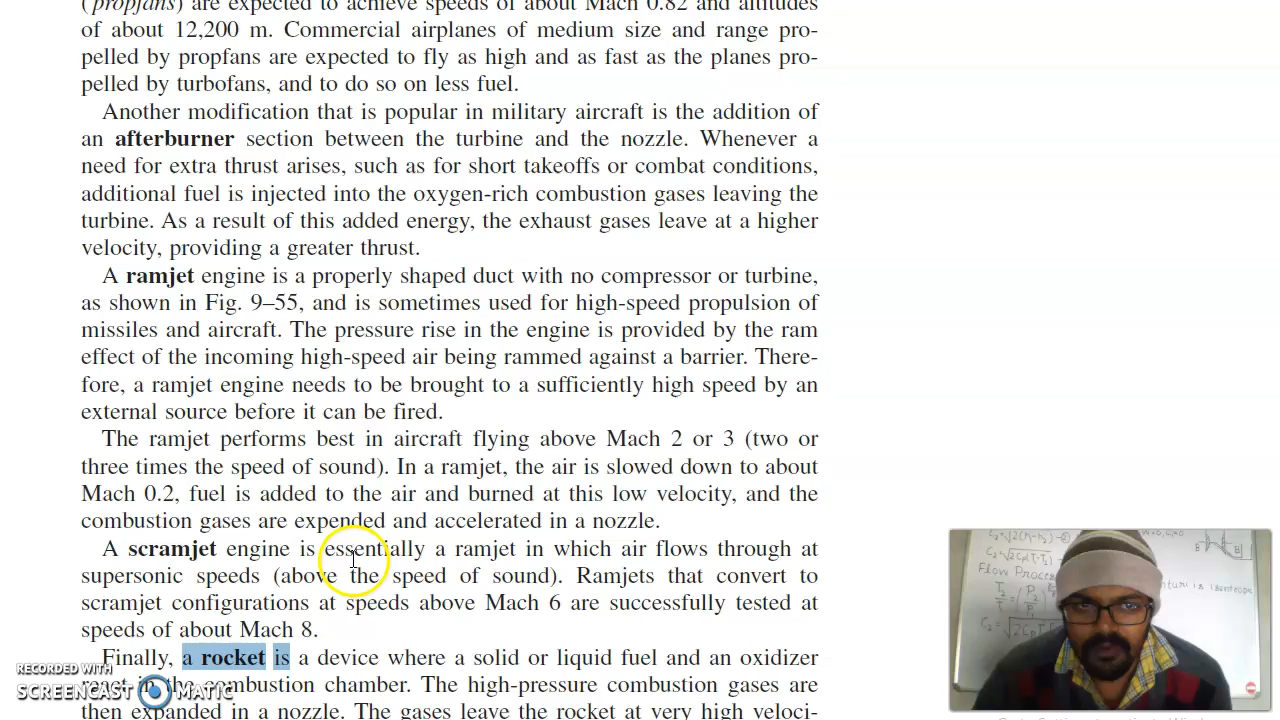 (propfans) are expected to achieve speeds of about Mach 0.82 and altitudes
of about 12,200 m. Commercial airplanes of medium size and range pro-
pelled by propfans are expected to fly as high and as fast as the planes pro-
pelled by turbofans, and to do so on less fuel.
Another modification that is popular in military aircraft is the addition of
an afterburner section between the turbine and the nozzle. Whenever a
need for extra thrust arises, such as for short takeoffs or combat conditions,
additional fuel is injected into the oxygen-rich combustion gases leaving the
turbine. As a result of this added energy, the exhaust gases leave at a higher
velocity, providing a greater thrust.
A ramjet engine is a properly shaped duct with no compressor or turbine,
as shown in Fig. 9–55, and is sometimes used for high-speed propulsion of
missiles and aircraft. The pressure rise in the engine is provided by the ram
effect of the incoming high-speed air being rammed against a barrier. There-
fore, a ramjet engine needs to be brought to a sufficiently high speed by an
external source before it can be fired.
The ramjet performs best in aircraft flying above Mach 2 or 3 (two or
three times the speed of sound). In a ramjet, the air is slowed down to about
Mach 0.2, fuel is added to the air and burned at this low velocity, and the
combustion gases are expended and accelerated in a nozzle.
A scramjet engine is essentially a ramjet in which air flows through at
supersonic speeds (above the speed of sound). Ramjets that convert to
scramjet configurations at speeds above Mach 6 are successfully tested at
speeds of about Mach 8.
Finally, a rocket is a device where a solid or liquid fuel and an oxidizer
in the combustion chamber. The high-pressure combustion gases are
then expanded in a nozzle. The gases leave the rocket at very high veloci-
RECORDED WITH
SCREENCAST MATIC
Flow Process